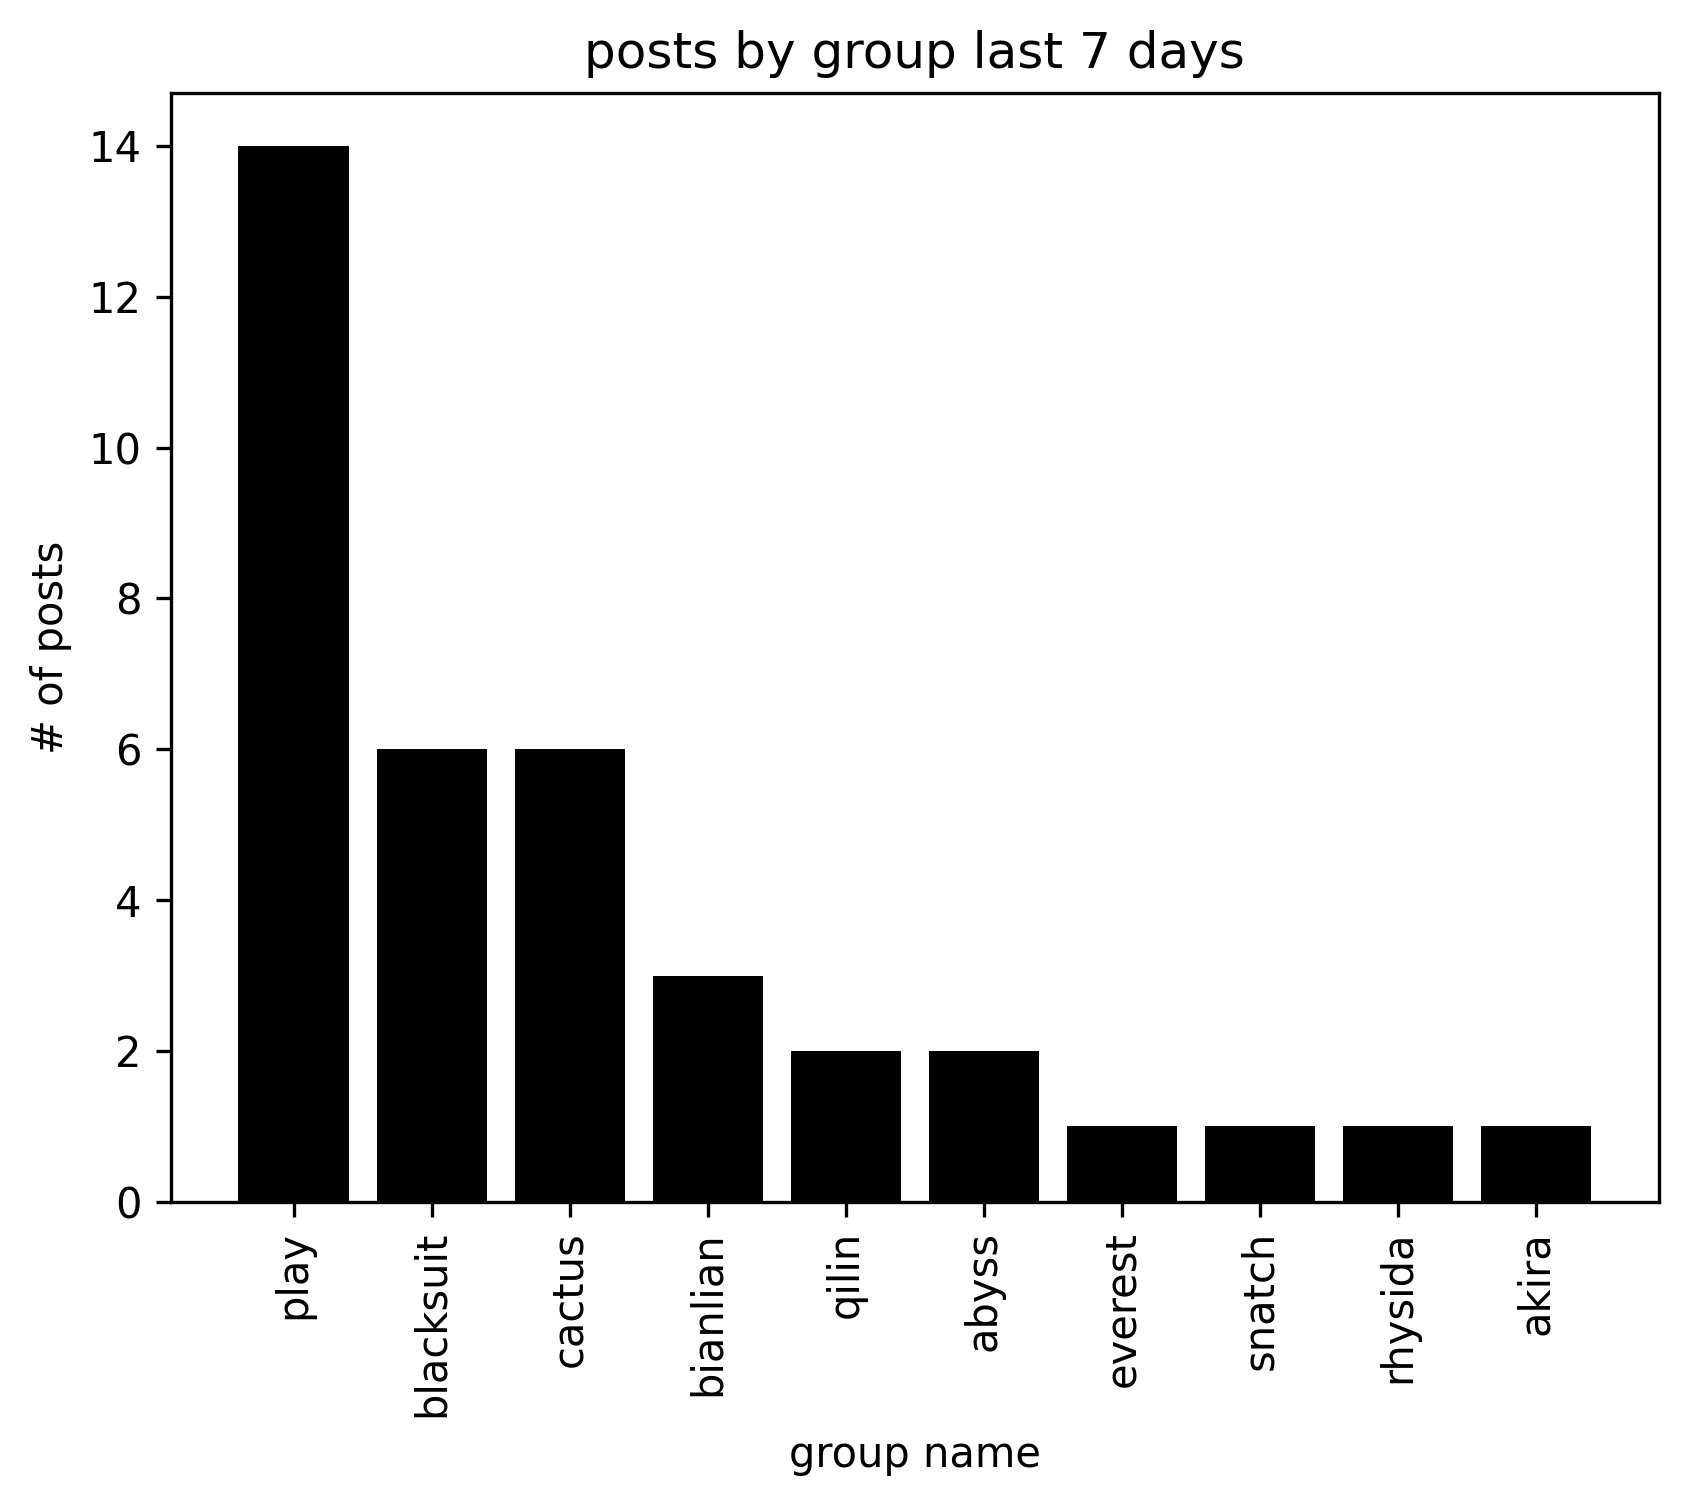 posts by group last 7 days
14
12
10
8
6
4
2
0
# of posts
play
blacksuit
cactus
bianlian
qilin
abyss
everest
snatch
rhysida
akira
group name